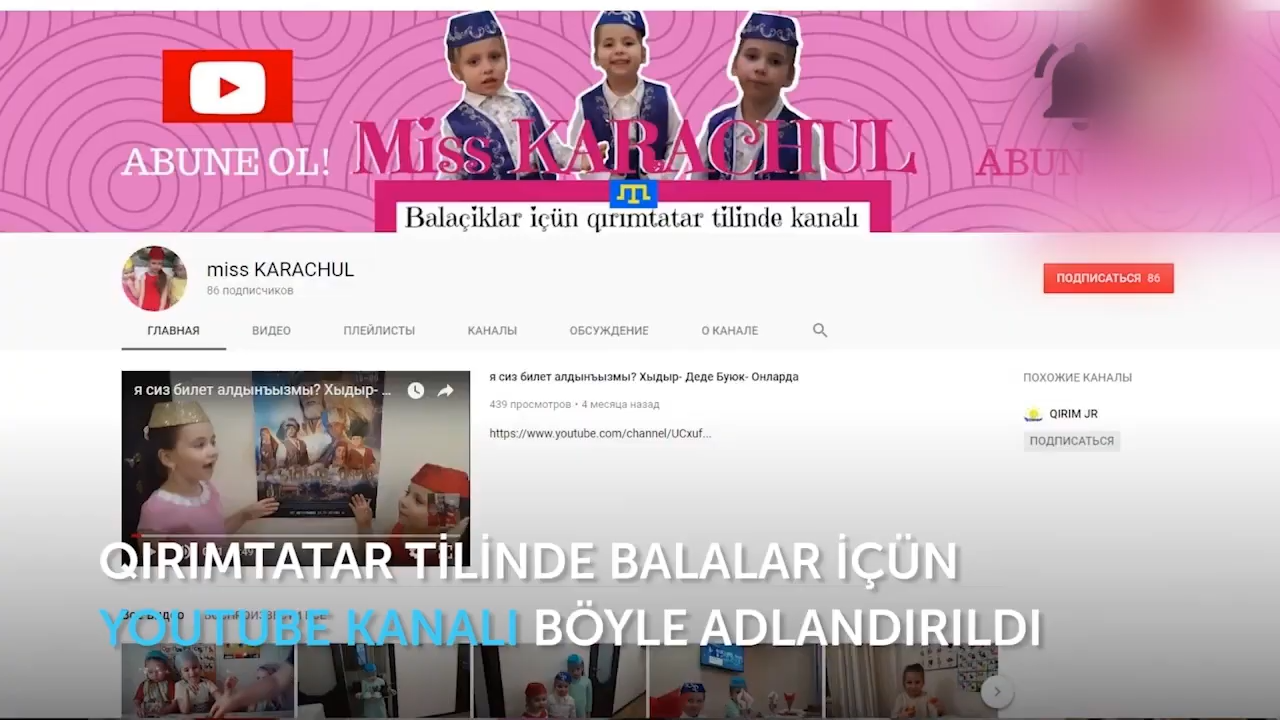 ABUNE OL!
Miss KARACHUL
ABUN
Balaçiklar içün qırımtatar tilinde kanalı
miss KARACHUL
86 подписчиков
ПОДПИСАТЬСЯ 86
ГЛАВНАЯ ВИДЕО ПЛЕЙЛИСТЫ КАНАЛЫ ОБСУЖДЕНИЕ О КАНАЛЕ
я сиз билет алдынъызмы? Хыдыр- ...
я сиз билет алдынъызмы? Хыдыр- Деде Буюк- Онларда
439 просмотров • 4 месяца назад
https://www.youtube.com/channel/UCxuf...
ПОХОЖИЕ КАНАЛЫ
QIRIM JR
ПОДПИСАТЬСЯ
QIRIMTATAR TİLİNDE BALALAR İÇÜN
YOUTUBE KANALI BÖYLE ADLANDIRILDI